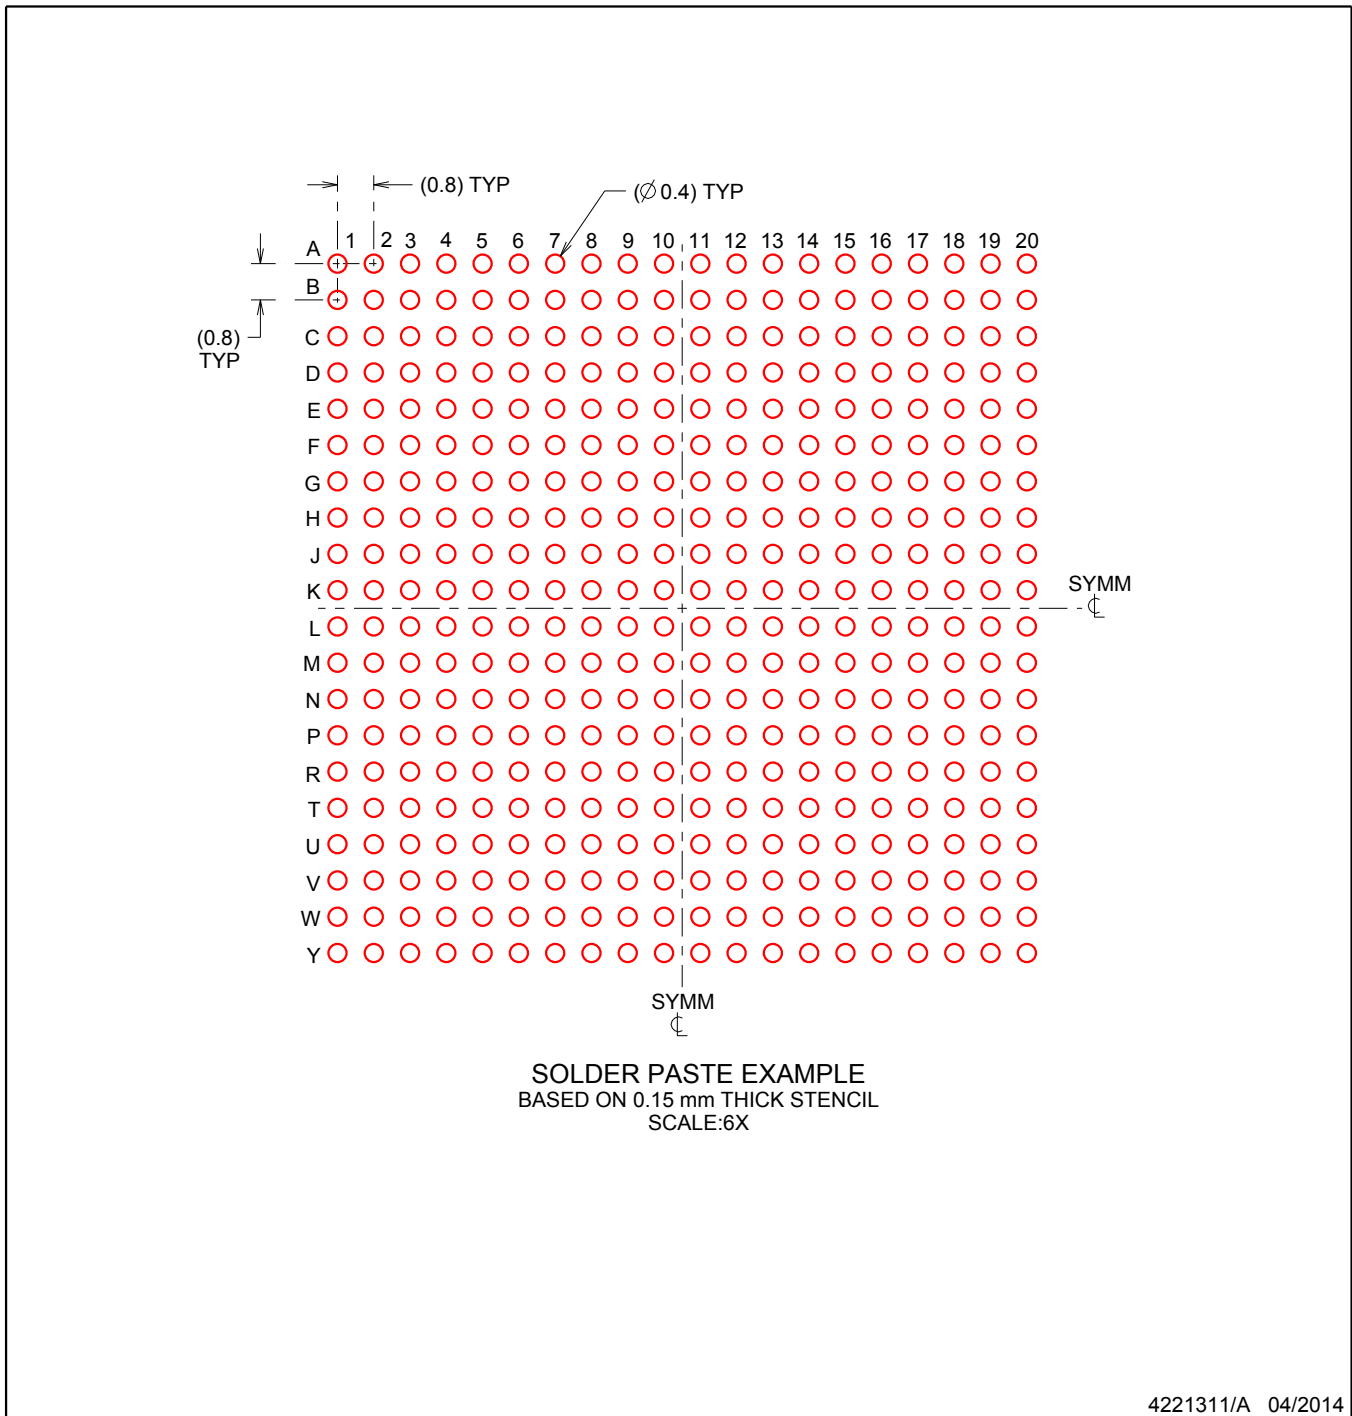 (0.8) TYP
(∅ 0.4) TYP
1 2 3 4 5 6 7 8 9 10 11 12 13 14 15 16 17 18 19 20
A
B
(0.8)
TYP
C
D
E
F
G
H
J
K
SYMM
℄
L
M
N
P
R
T
U
V
W
Y
SYMM
℄
SOLDER PASTE EXAMPLE
BASED ON 0.15 mm THICK STENCIL
SCALE:6X
4221311/A 04/2014